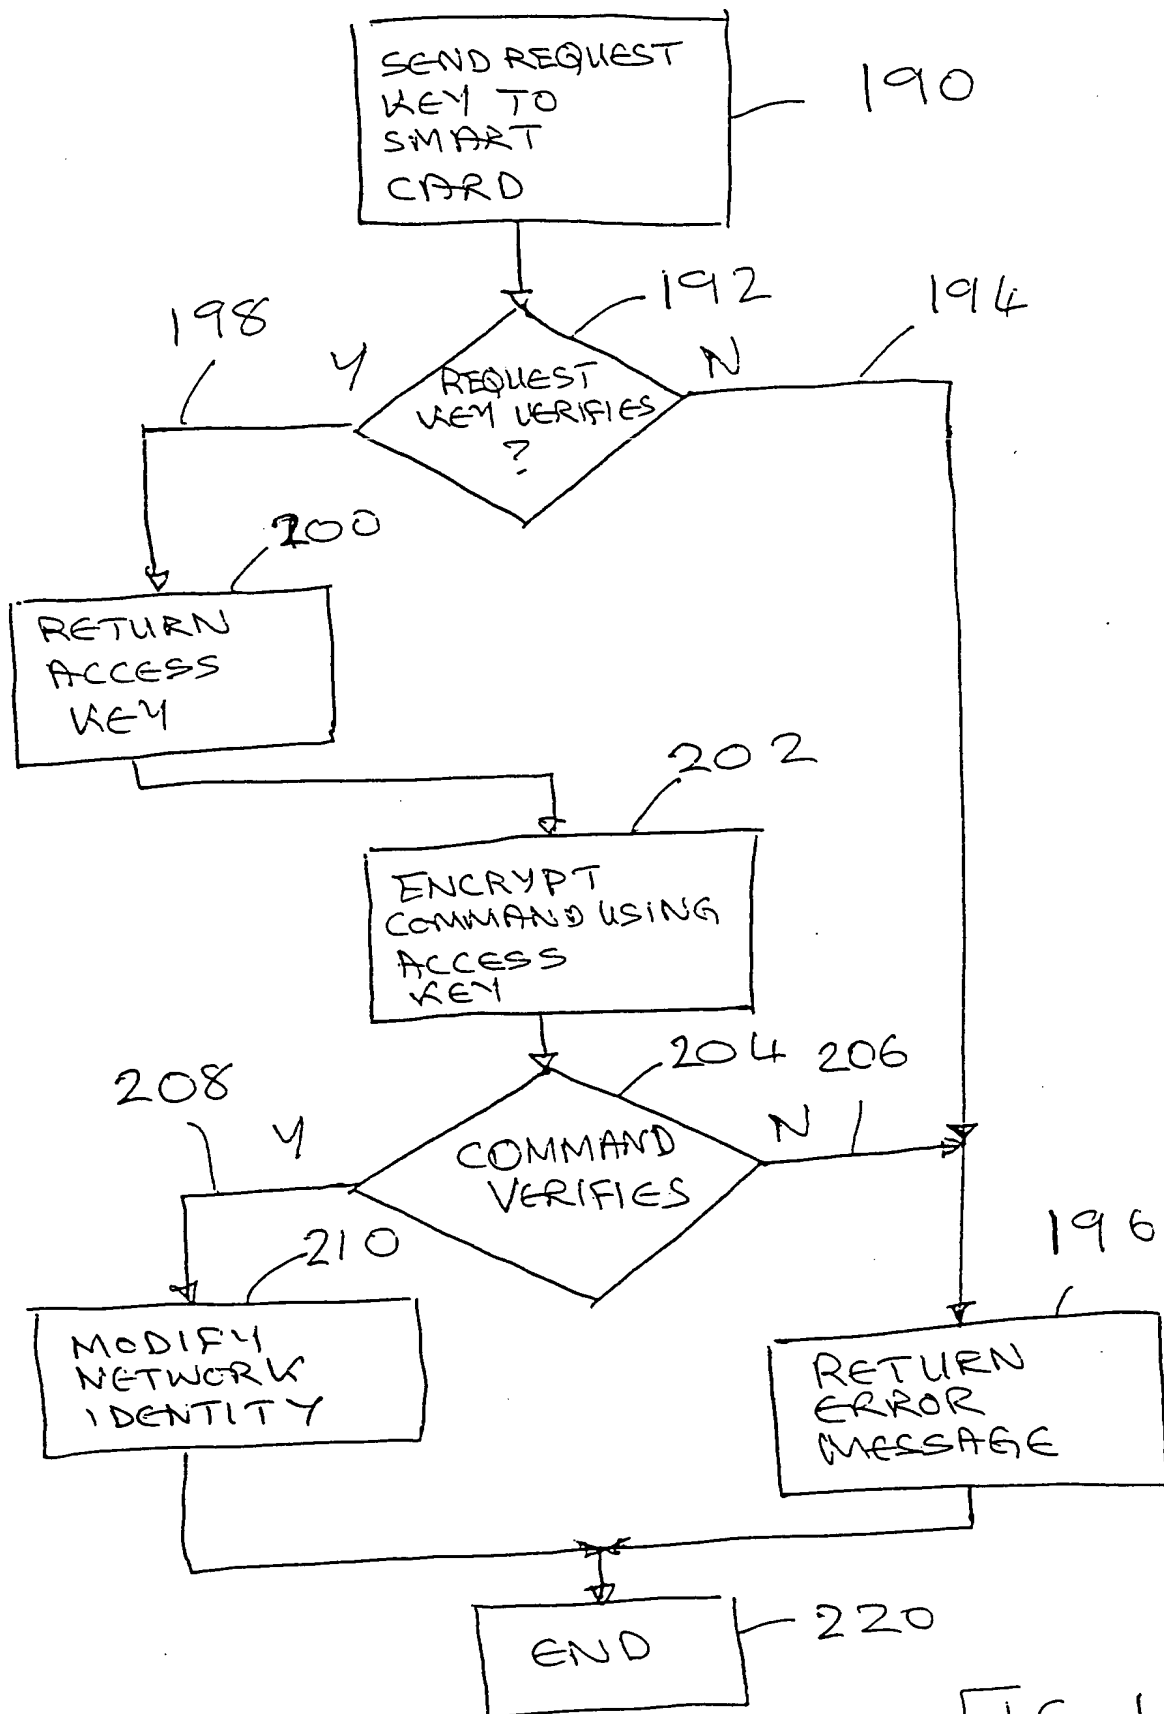 SEND REQUEST
KEY TO
SMART
CARD
190
192
194
198
Y
N
REQUEST
KEY VERIFIES
?
200
RETURN
ACCESS
KEY
202
ENCRYPT
COMMAND USING
ACCESS
KEY
204
206
208
Y
N
COMMAND
VERIFIES
210
196
MODIFY
NETWORK
IDENTITY
RETURN
ERROR
MESSAGE
END
220